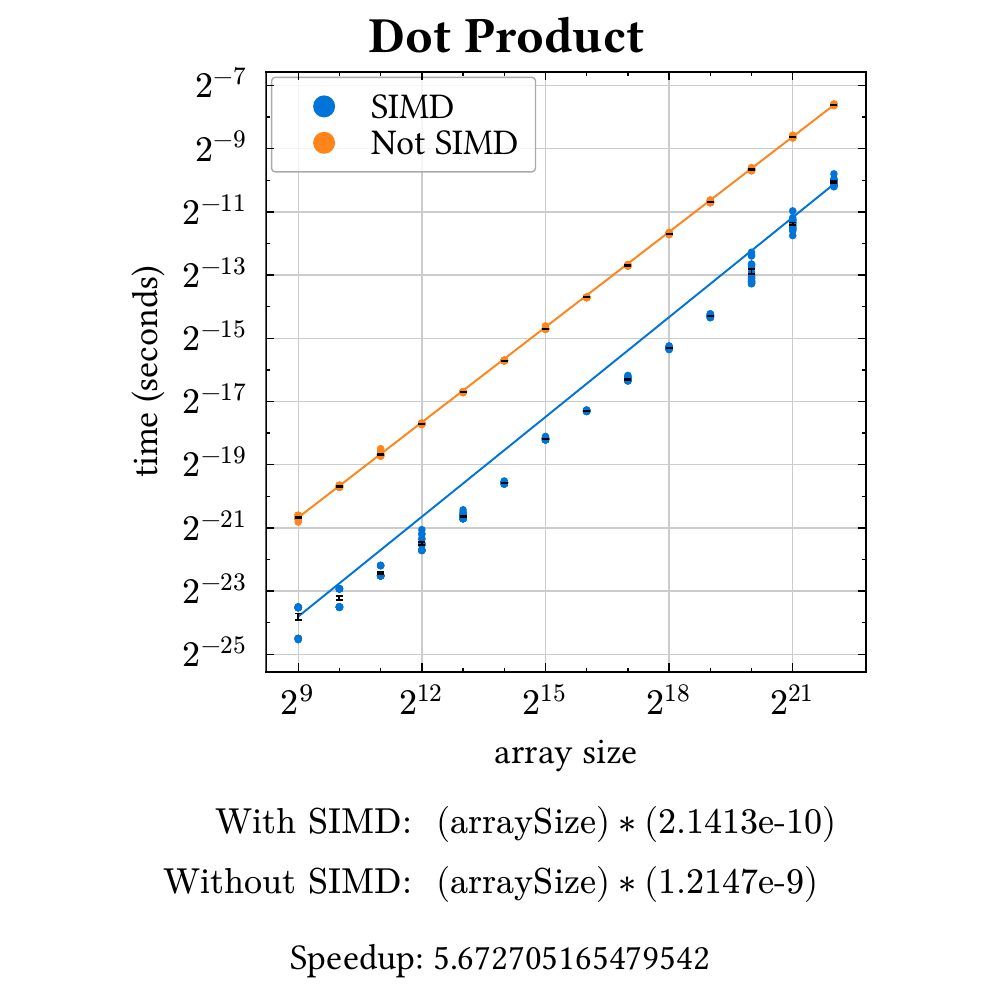 Dot Product
SIMD
Not SIMD
time (seconds)
2^−7
2^−9
2^−11
2^−13
2^−15
2^−17
2^−19
2^−21
2^−23
2^−25
2^9 2^12 2^15 2^18 2^21
array size
With SIMD: (arraySize) ∗ (2.1413e-10)
Without SIMD: (arraySize) ∗ (1.2147e-9)
Speedup: 5.672705165479542